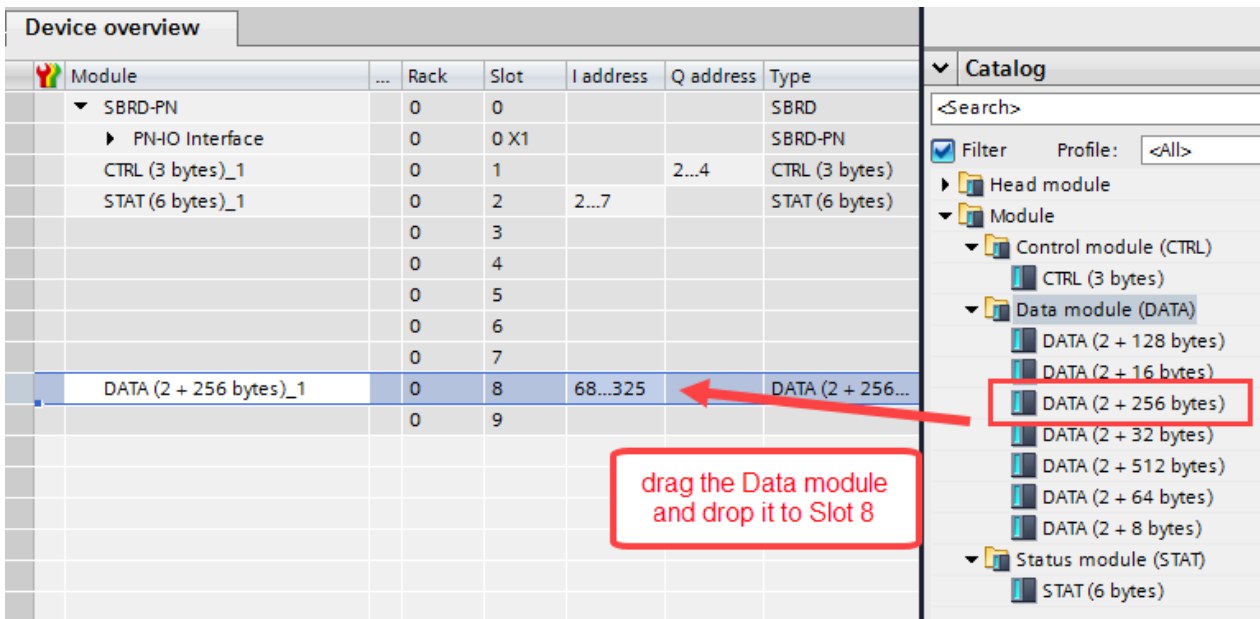 Device overview
Module ... Rack Slot I address Q address Type
SBRD-PN 0 0 SBRD
PN-IO Interface 0 0 X1 SBRD-PN
CTRL (3 bytes)_1 0 1 2...4 CTRL (3 bytes)
STAT (6 bytes)_1 0 2 2...7 STAT (6 bytes)
0 3
0 4
0 5
0 6
0 7
DATA (2 + 256 bytes)_1 0 8 68...325 DATA (2 + 256...
0 9
drag the Data module
and drop it to Slot 8
Catalog
<Search>
Filter Profile: <All>
Head module
Module
Control module (CTRL)
CTRL (3 bytes)
Data module (DATA)
DATA (2 + 128 bytes)
DATA (2 + 16 bytes)
DATA (2 + 256 bytes)
DATA (2 + 32 bytes)
DATA (2 + 512 bytes)
DATA (2 + 64 bytes)
DATA (2 + 8 bytes)
Status module (STAT)
STAT (6 bytes)